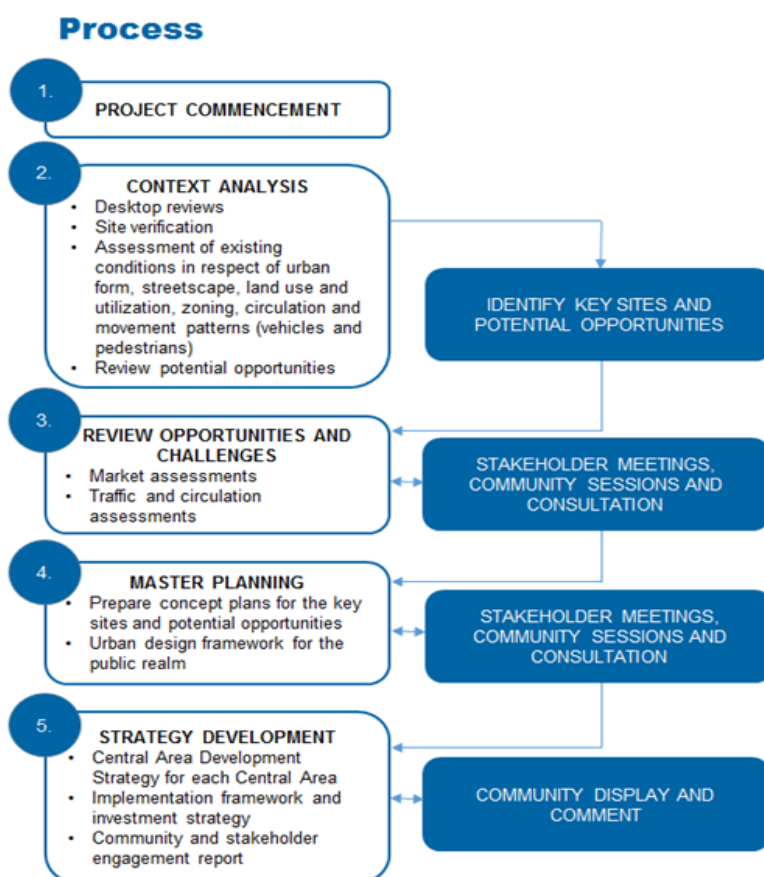 Process
1.
PROJECT COMMENCEMENT
2.
CONTEXT ANALYSIS
• Desktop reviews
• Site verification
• Assessment of existing
conditions in respect of urban
form, streetscape, land use and
utilization, zoning, circulation and
movement patterns (vehicles and
pedestrians)
• Review potential opportunities
IDENTIFY KEY SITES AND
POTENTIAL OPPORTUNITIES
3.
REVIEW OPPORTUNITIES AND
CHALLENGES
• Market assessments
• Traffic and circulation
assessments
STAKEHOLDER MEETINGS,
COMMUNITY SESSIONS AND
CONSULTATION
4.
MASTER PLANNING
• Prepare concept plans for the key
sites and potential opportunities
• Urban design framework for the
public realm
STAKEHOLDER MEETINGS,
COMMUNITY SESSIONS AND
CONSULTATION
5.
STRATEGY DEVELOPMENT
• Central Area Development
Strategy for each Central Area
• Implementation framework and
investment strategy
• Community and stakeholder
engagement report
COMMUNITY DISPLAY AND
COMMENT